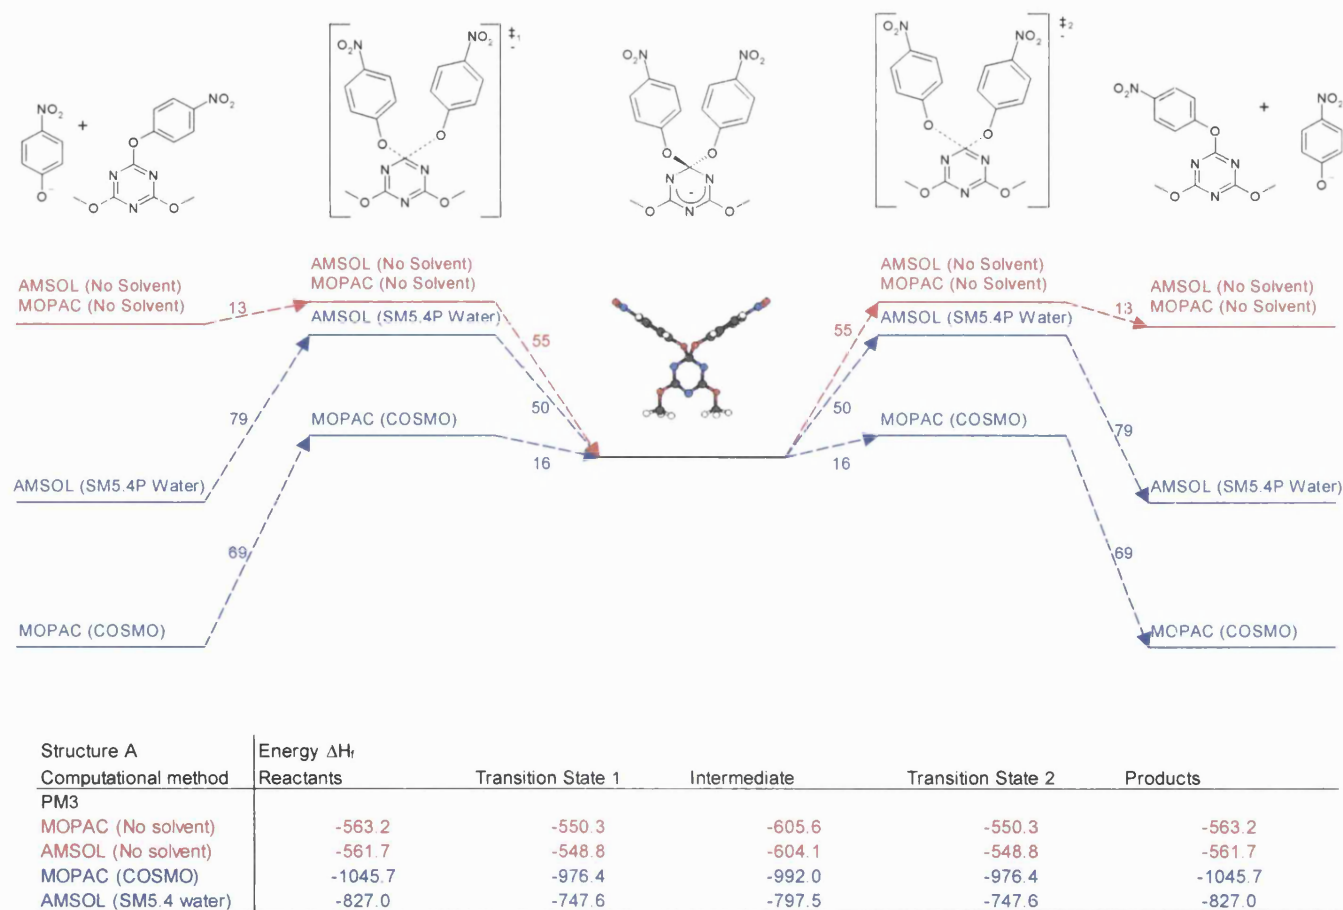 O₂N NO₂ ‡₁ -
O₂N NO₂
O₂N NO₂ ‡₂ -
NO₂ + NO₂
O₂N + NO₂
O⁻ O N N N O O
O O N N N O O
O O N N - N O O
O O N N N O O
O N N N O O O⁻
AMSOL (No Solvent)
MOPAC (No Solvent)
13
AMSOL (No Solvent)
MOPAC (No Solvent)
AMSOL (SM5.4P Water)
55
50
79
MOPAC (COSMO)
16
AMSOL (SM5.4P Water)
69
MOPAC (COSMO)
AMSOL (No Solvent)
MOPAC (No Solvent)
55
AMSOL (SM5.4P Water)
50
MOPAC (COSMO)
16
13
AMSOL (No Solvent)
MOPAC (No Solvent)
79
AMSOL (SM5.4P Water)
69
MOPAC (COSMO)
Structure A Energy ΔHf
Computational method Reactants Transition State 1 Intermediate Transition State 2 Products
PM3
MOPAC (No solvent) -563.2 -550.3 -605.6 -550.3 -563.2
AMSOL (No solvent) -561.7 -548.8 -604.1 -548.8 -561.7
MOPAC (COSMO) -1045.7 -976.4 -992.0 -976.4 -1045.7
AMSOL (SM5.4 water) -827.0 -747.6 -797.5 -747.6 -827.0